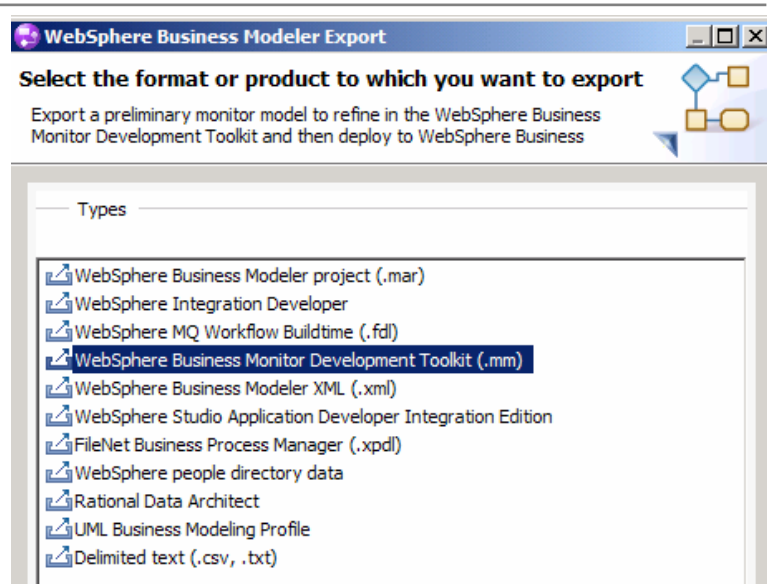 WebSphere Business Modeler Export
Select the format or product to which you want to export
Export a preliminary monitor model to refine in the WebSphere Business
Monitor Development Toolkit and then deploy to WebSphere Business
Types
WebSphere Business Modeler project (.mar)
WebSphere Integration Developer
WebSphere MQ Workflow Buildtime (.fdl)
WebSphere Business Monitor Development Toolkit (.mm)
WebSphere Business Modeler XML (.xml)
WebSphere Studio Application Developer Integration Edition
FileNet Business Process Manager (.xpdl)
WebSphere people directory data
Rational Data Architect
UML Business Modeling Profile
Delimited text (.csv, .txt)